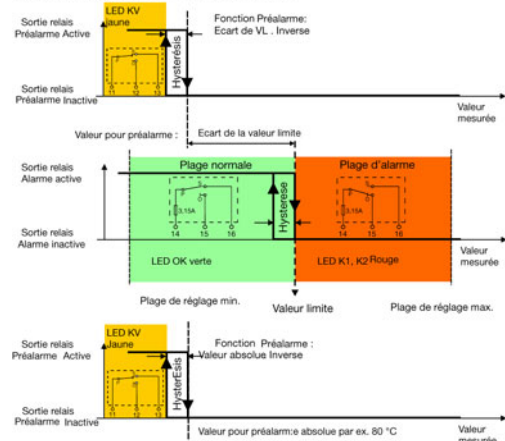 LED KV
jaune
Sortie relais
Préalarme Active
Fonction Préalarme:
Ecart de VL . Inverse
Hystérésis
11 12 13
Sortie relais
Préalarme Inactive
Valeur
mesurée
Valeur pour préalarme :
Ecart de la valeur limite
Sortie relais
Alarme active
Plage normale
Plage d'alarme
Hysterese
3,15A
3,15A
14 15 16
14 15 16
Sortie relais
Alarme inactive
LED OK verte
LED K1, K2 Rouge
Valeur
mesurée
Plage de réglage min.
Valeur limite
Plage de réglage max.
LED KV
Jaune
Sortie relais
Préalarme Active
Fonction Préalarme :
Valeur absolue Inverse
HystérEsis
11 12 13
Sortie relais
Préalarme Inactive
Valeur pour préalarm:e absolue par ex. 80 °C
Valeur
mesurée